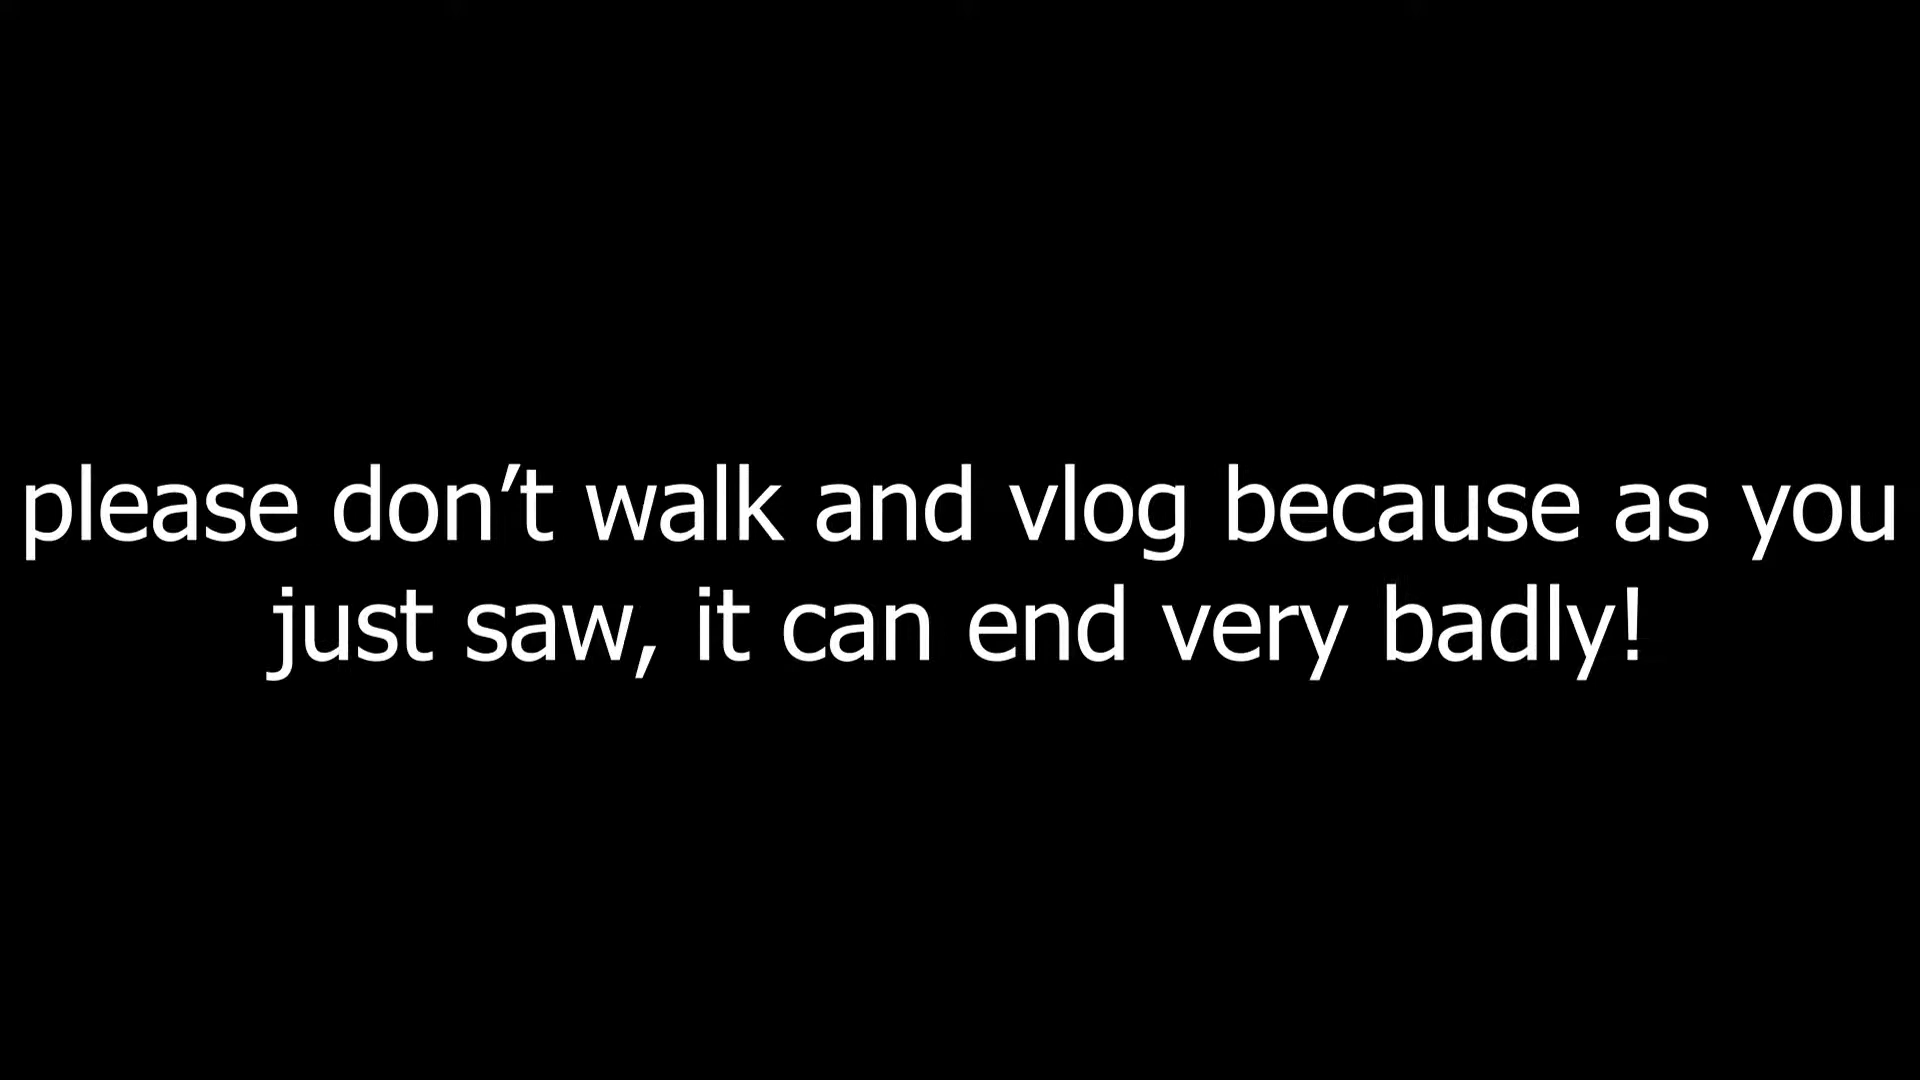 please don’t walk and vlog because as you
just saw, it can end very badly!